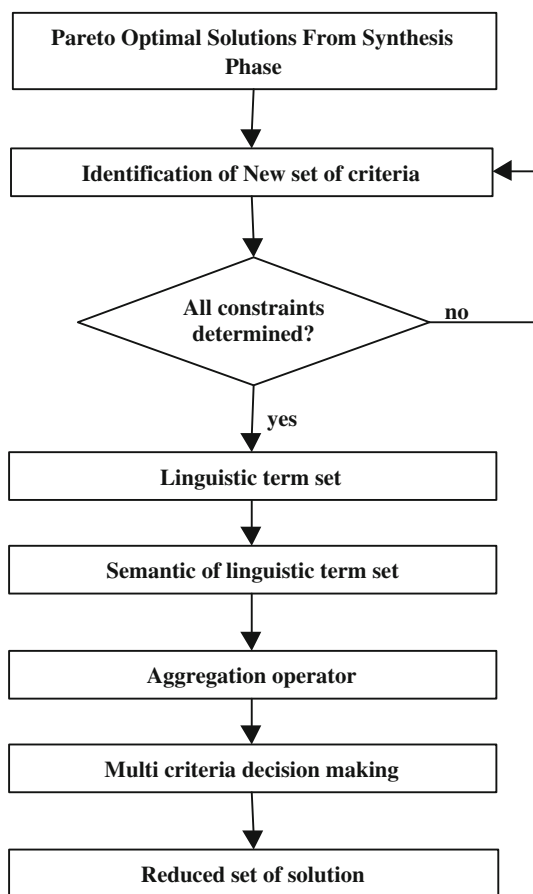 Pareto Optimal Solutions From Synthesis
Phase
Identification of New set of criteria
All constraints
determined?
no
yes
Linguistic term set
Semantic of linguistic term set
Aggregation operator
Multi criteria decision making
Reduced set of solution